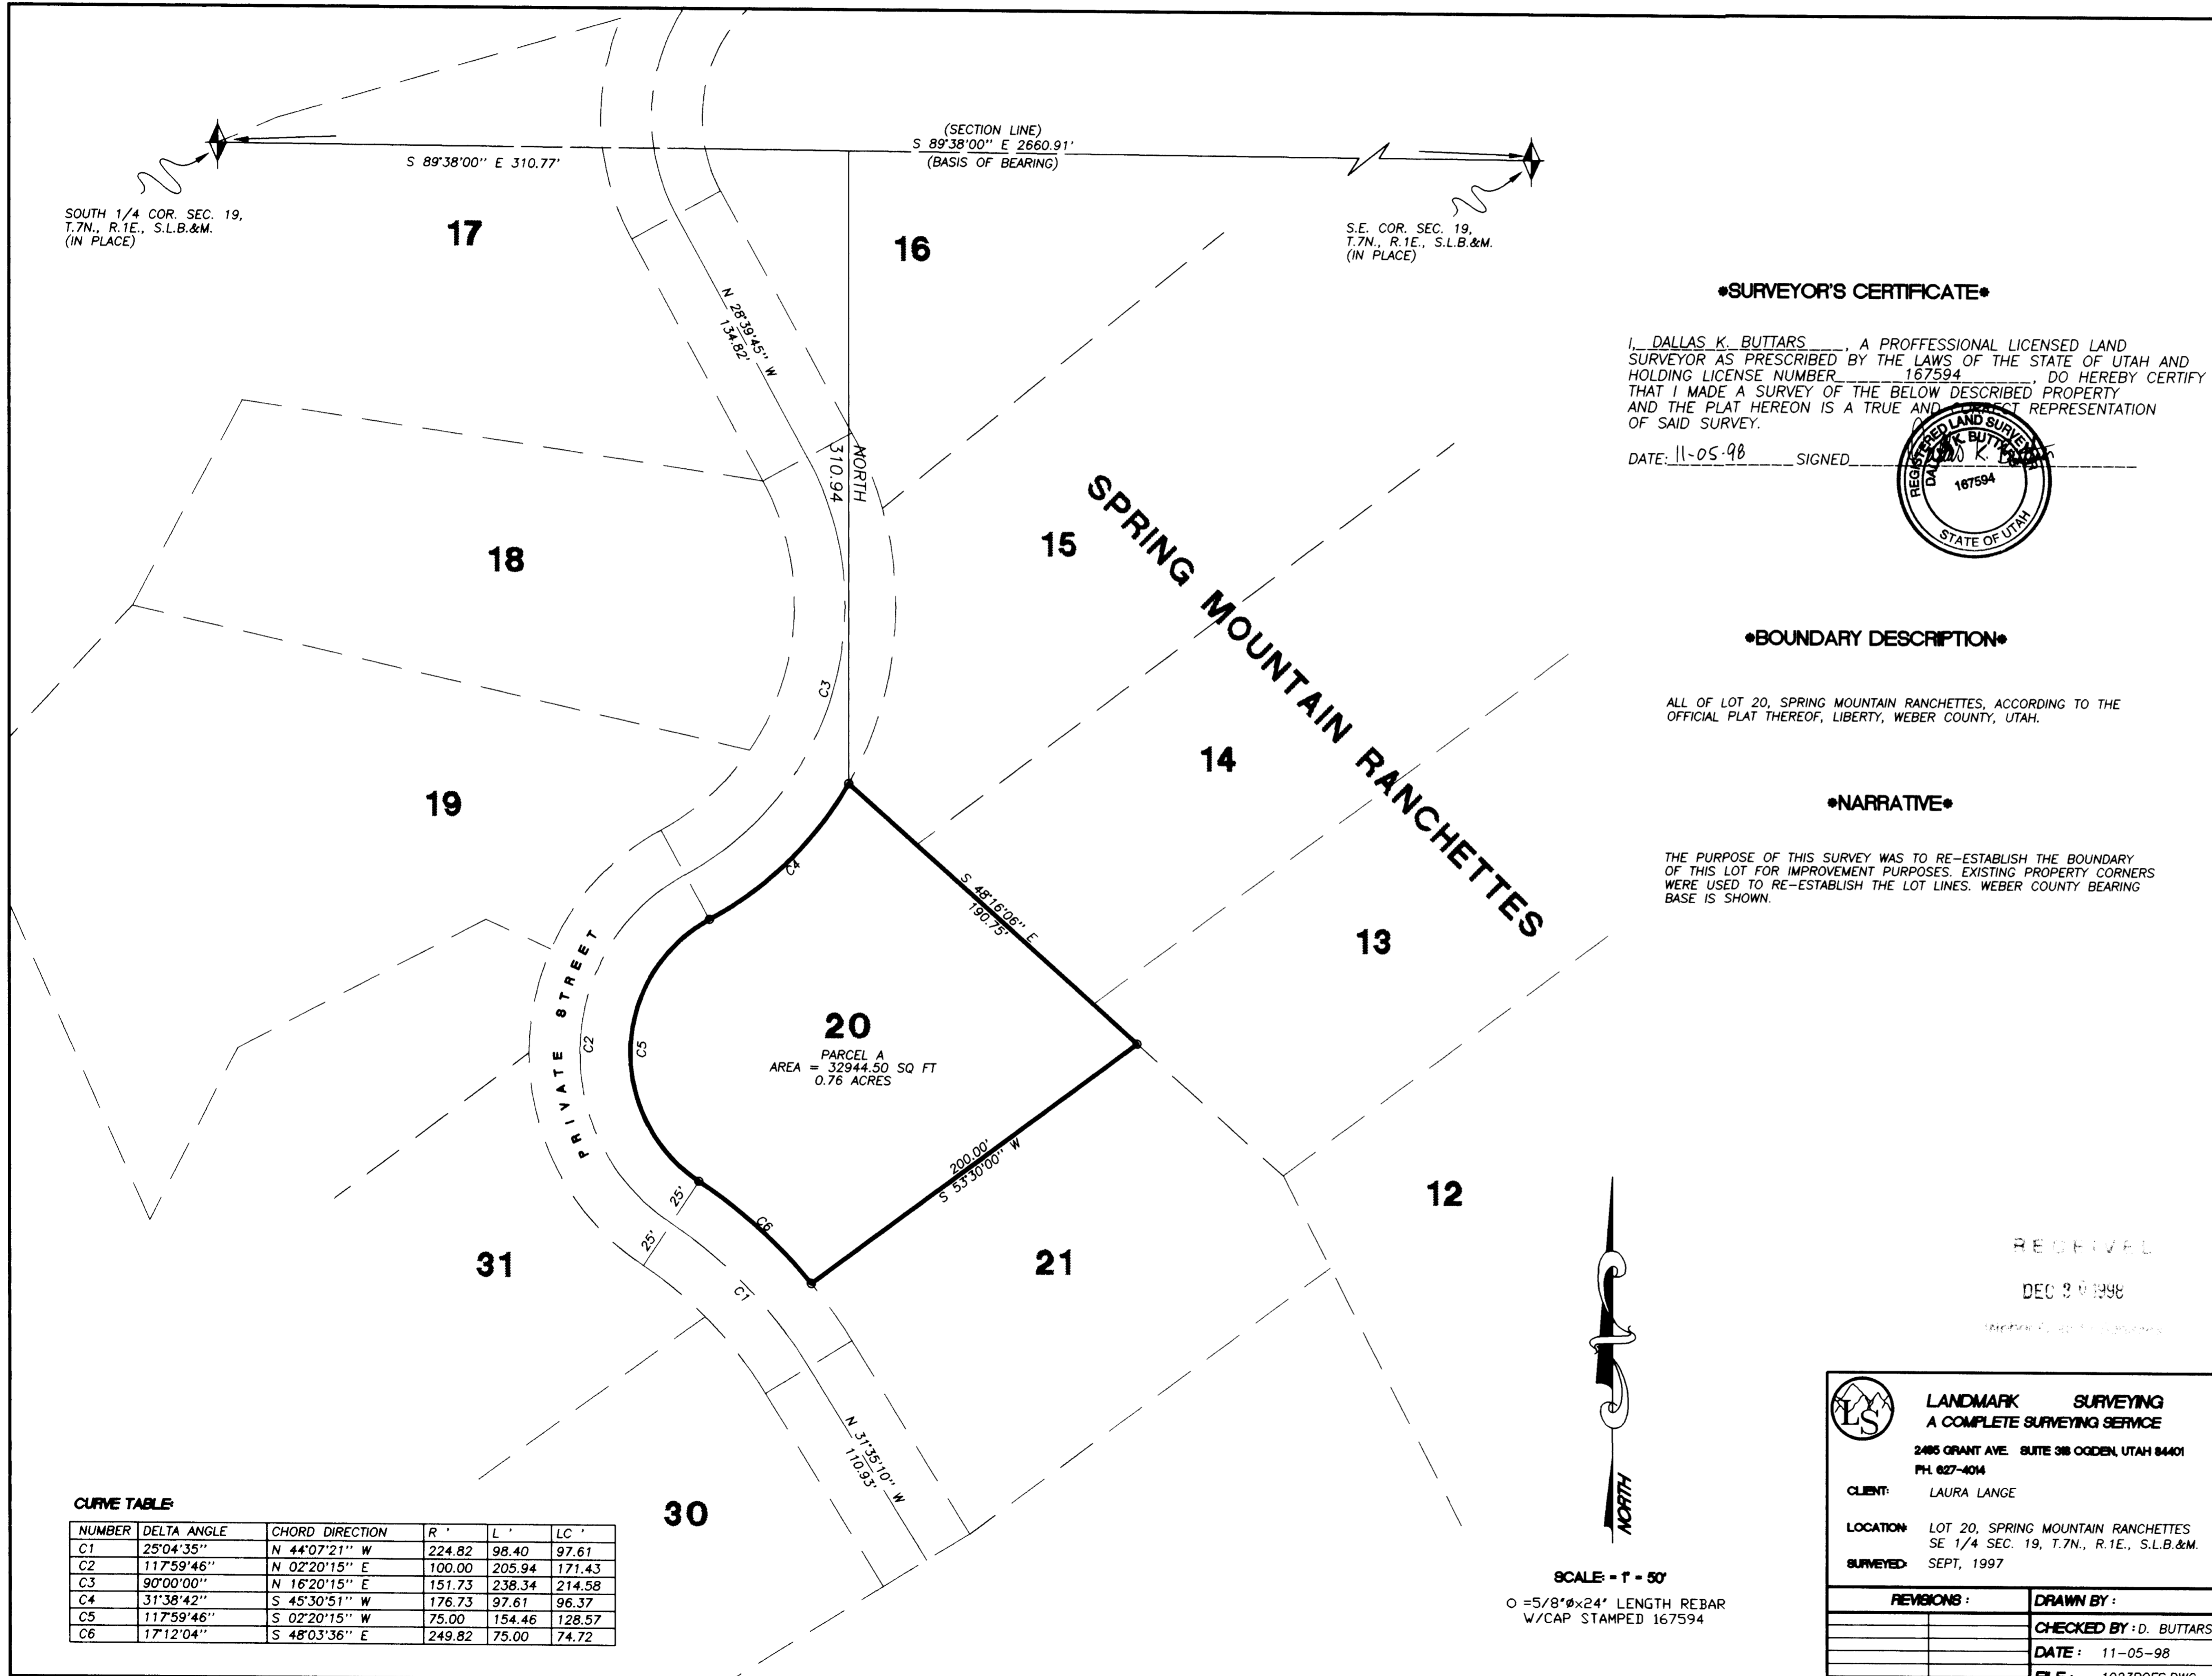 (SECTION LINE)
S 89°38'00'' E 2660.91'
(BASIS OF BEARING)
S 89°38'00'' E 310.77'
SOUTH 1/4 COR. SEC. 19,
T.7N., R.1E., S.L.B.&M.
(IN PLACE)
S.E. COR. SEC. 19,
T.7N., R.1E., S.L.B.&M.
(IN PLACE)
17
16
N 28°39'45'' W
134.82'
NORTH
310.94
18
15
SPRING MOUNTAIN RANCHETTES
C3
14
19
C4
S 48°16'06'' E
190.75'
13
PRIVATE STREET
C2
C5
20
PARCEL A
AREA = 32944.50 SQ FT
0.76 ACRES
200.00'
S 53°30'00'' W
25'
25'
C6
C1
12
31
21
N 31°35'10'' W
110.93'
30
*SURVEYOR'S CERTIFICATE*
I, DALLAS K. BUTTARS, A PROFFESSIONAL LICENSED LAND
SURVEYOR AS PRESCRIBED BY THE LAWS OF THE STATE OF UTAH AND
HOLDING LICENSE NUMBER 167594, DO HEREBY CERTIFY
THAT I MADE A SURVEY OF THE BELOW DESCRIBED PROPERTY
AND THE PLAT HEREON IS A TRUE AND CORRECT REPRESENTATION
OF SAID SURVEY.
DATE: 11-05-98 SIGNED
REGISTERED LAND SURVEYOR
DALLAS K. BUTTARS
167594
STATE OF UTAH
*BOUNDARY DESCRIPTION*
ALL OF LOT 20, SPRING MOUNTAIN RANCHETTES, ACCORDING TO THE
OFFICIAL PLAT THEREOF, LIBERTY, WEBER COUNTY, UTAH.
*NARRATIVE*
THE PURPOSE OF THIS SURVEY WAS TO RE-ESTABLISH THE BOUNDARY
OF THIS LOT FOR IMPROVEMENT PURPOSES. EXISTING PROPERTY CORNERS
WERE USED TO RE-ESTABLISH THE LOT LINES. WEBER COUNTY BEARING
BASE IS SHOWN.
RECEIVED
DEC 30 1998
NORTH
SCALE: - 1" - 50'
O =5/8"øx24" LENGTH REBAR
W/CAP STAMPED 167594
CURVE TABLE:
NUMBER DELTA ANGLE CHORD DIRECTION R ' L ' LC '
C1 25°04'35'' N 44°07'21'' W 224.82 98.40 97.61
C2 117°59'46'' N 02°20'15'' E 100.00 205.94 171.43
C3 90°00'00'' N 16°20'15'' E 151.73 238.34 214.58
C4 31°38'42'' S 45°30'51'' W 176.73 97.61 96.37
C5 117°59'46'' S 02°20'15'' W 75.00 154.46 128.57
C6 17°12'04'' S 48°03'36'' E 249.82 75.00 74.72
LS
LANDMARK SURVEYING
A COMPLETE SURVEYING SERVICE
2485 GRANT AVE. SUITE 318 OGDEN, UTAH 84401
PH. 627-4014
CLIENT: LAURA LANGE
LOCATION: LOT 20, SPRING MOUNTAIN RANCHETTES
SE 1/4 SEC. 19, T.7N., R.1E., S.L.B.&M.
SURVEYED: SEPT, 1997
REVISIONS :
DRAWN BY :
CHECKED BY : D. BUTTARS
DATE : 11-05-98